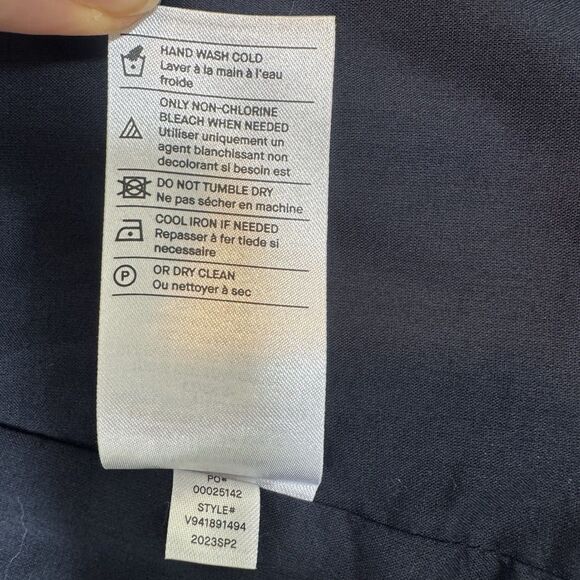 HAND WASH COLD
Laver à la main à l'eau
froide
ONLY NON-CHLORINE
BLEACH WHEN NEEDED
Utiliser uniquement un
agent blanchissant non
decolorant si besoin est
DO NOT TUMBLE DRY
Ne pas sécher en machine
COOL IRON IF NEEDED
Repasser à fer tiede si
necessaire
P
OR DRY CLEAN
Ou nettoyer à sec
PO#
00025142
STYLE#
V941891494
2023SP2